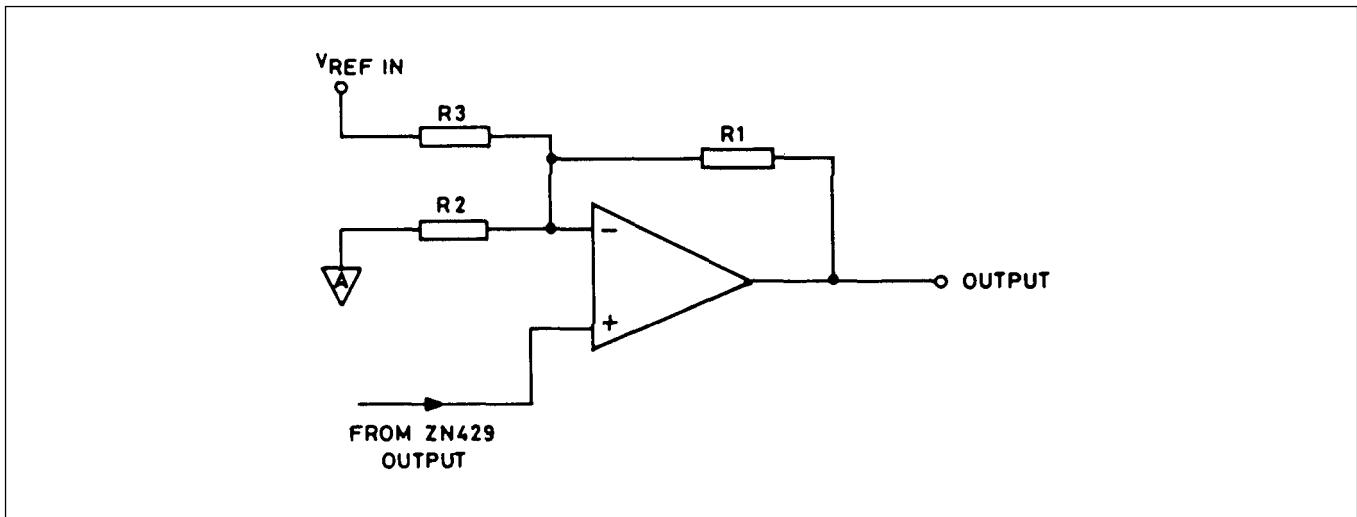 VREF IN
R3
R1
R2
A
−
+
OUTPUT
FROM ZN429
OUTPUT